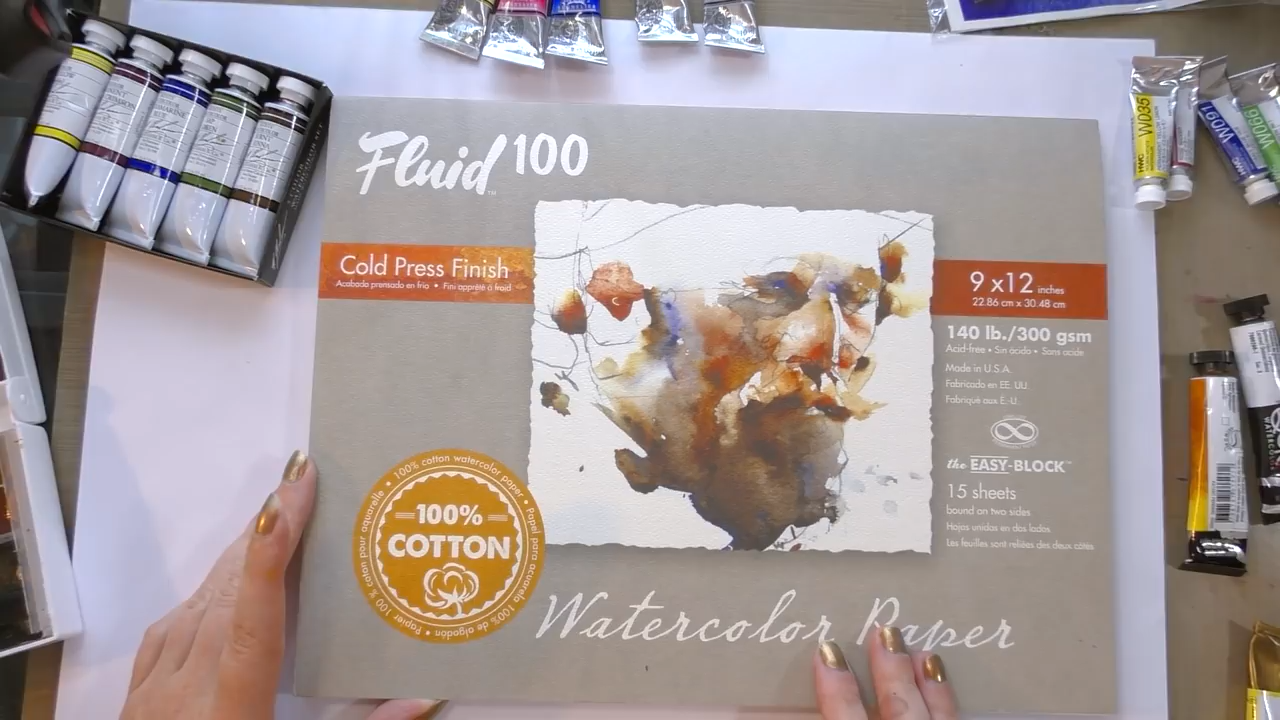 Fluid 100
Cold Press Finish
Acabado prensado en frío • Fini apprêté à froid
9 x 12 inches
22.86 cm x 30.48 cm
140 lb./300 gsm
Acid-free • Sin ácido • Sans acide
Made in U.S.A.
Fabricado en EE. UU.
Fabriqué aux É.-U.
the EASY-BLOCK™
15 sheets
bound on two sides
Hojas unidas en dos lados
Les feuilles sont reliées des deux côtés
100% cotton watercolor paper • Papel para acuarela 100% de algodón • Papier 100 % coton pour aquarelle •
100%
COTTON
Watercolor Paper
W035
W091
W066